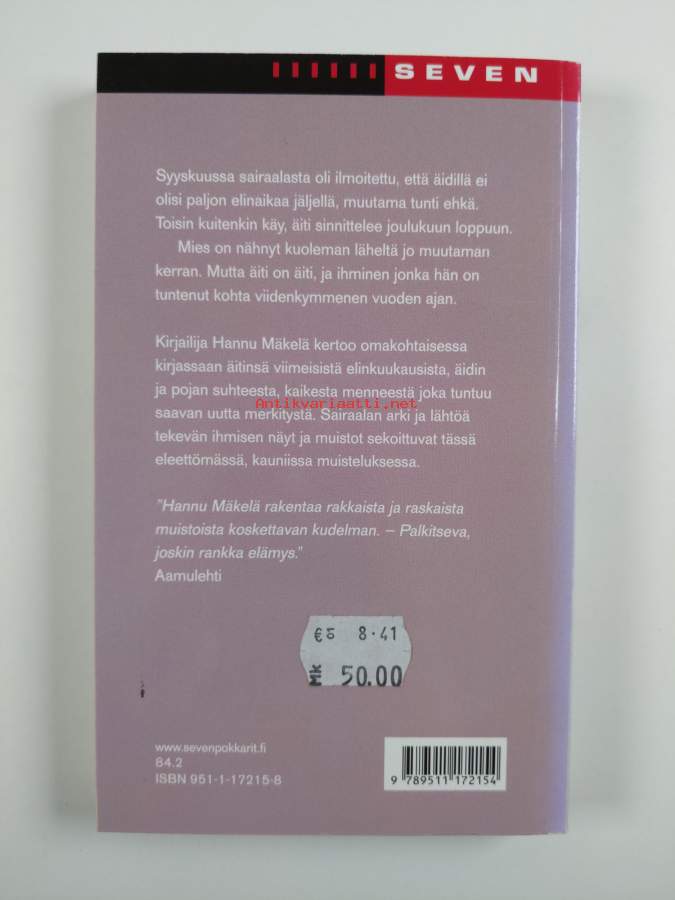 SEVEN
Syyskuussa sairaalasta oli ilmoitettu, että äidillä ei
olisi paljon elinaikaa jäljellä, muutama tunti ehkä.
Toisin kuitenkin käy, äiti sinnittelee joulukuun loppuun.
Mies on nähnyt kuoleman läheltä jo muutaman
kerran. Mutta äiti on äiti, ja ihminen jonka hän on
tuntenut kohta viidenkymmenen vuoden ajan.
Kirjailija Hannu Mäkelä kertoo omakohtaisessa
kirjassaan äitinsä viimeisistä elinkuukausista, äidin
ja pojan suhteesta, kaikesta menneestä joka tuntuu
Antikvariaatti.net
saavan uutta merkitystä. Sairaalan arki ja lähtöä
tekevän ihmisen näyt ja muistot sekoittuvat tässä
eleettömässä, kauniissa muisteluksessa.
"Hannu Mäkelä rakentaa rakkaista ja raskaista
muistoista koskettavan kudelman. – Palkitseva,
joskin rankka elämys."
Aamulehti
€ 01 8·41
MK 50.00
www.sevenpokkarit.fi
84.2
ISBN 951-1-17215-8
9 789511 172154